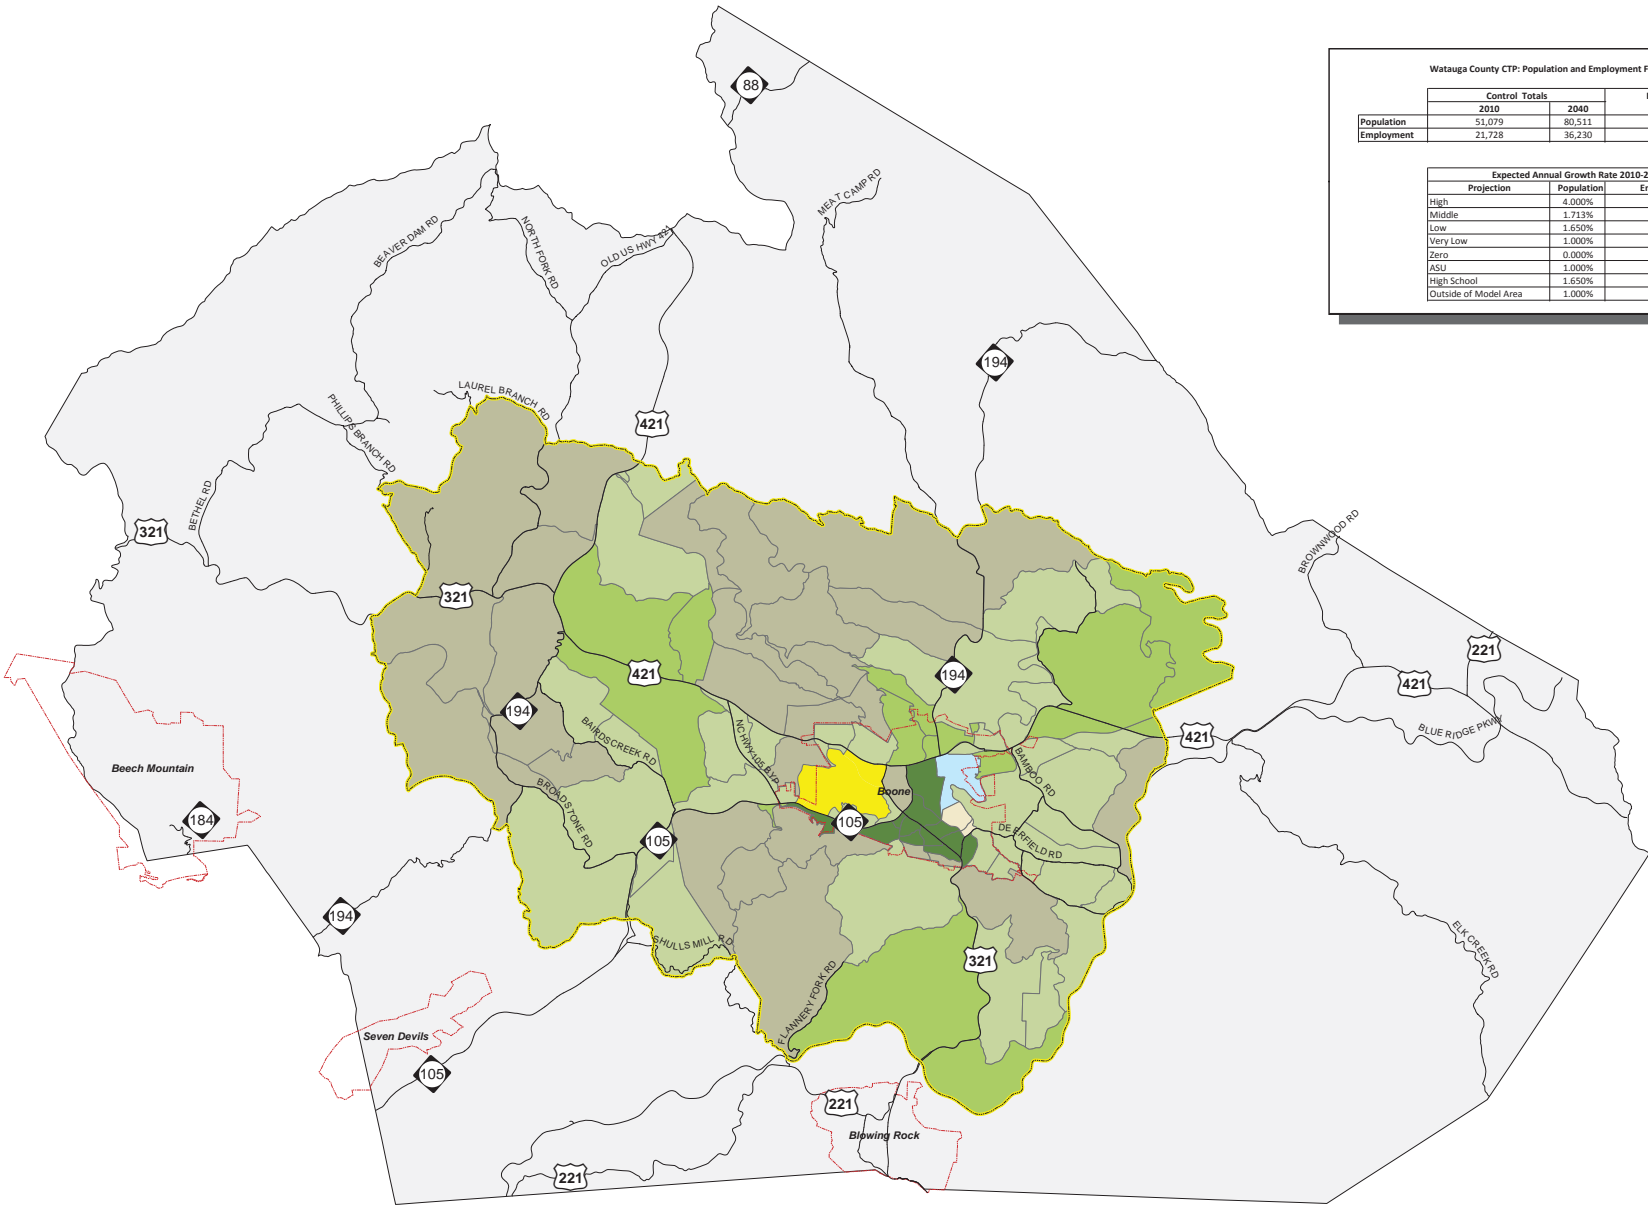 Watauga County CTP: Population and Employment F
Control Totals
2010 2040
Population 51,079 80,511
Employment 21,728 36,230
Expected Annual Growth Rate 2010-2
Projection Population En
High 4.000%
Middle 1.713%
Low 1.650%
Very Low 1.000%
Zero 0.000%
ASU 1.000%
High School 1.650%
Outside of Model Area 1.000%
88
MEAT CAMP RD
BEAVER DAM RD
NORTH FORK RD
OLD US HWY 421
194
LAUREL BRANCH RD
PHILLIPS BRANCH RD
421
BETHEL RD
321
BROWNWOOD RD
321
221
421
194
421
194
BLUE RIDGE PKWY
421
BAIRDS CREEK RD
NC HWY 105 BYP
BAMBOO RD
Beech Mountain
Boone
BROADSTONE RD
184
105
105
DEERFIELD RD
194
SHULLS MILL RD
321
ELK CREEK RD
FLANNERY FORK RD
Seven Devils
105
221
Blowing Rock
221